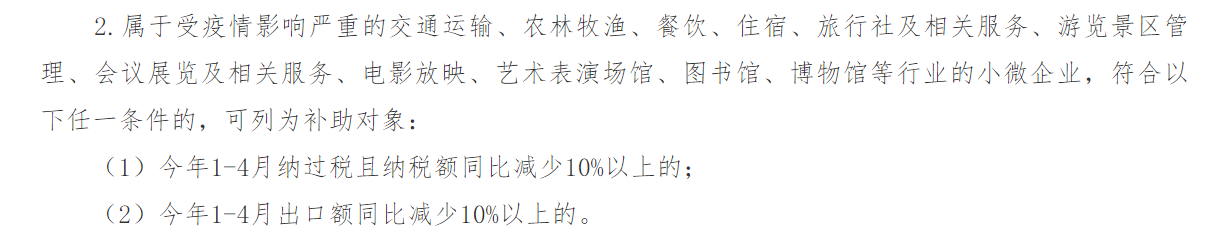 2.属于受疫情影响严重的交通运输、农林牧渔、餐饮、住宿、旅行社及相关服务、游览景区管
理、会议展览及相关服务、电影放映、艺术表演场馆、图书馆、博物馆等行业的小微企业，符合以
下任一条件的，可列为补助对象：
（1）今年1-4月纳过税且纳税额同比减少10%以上的；
（2）今年1-4月出口额同比减少10%以上的。